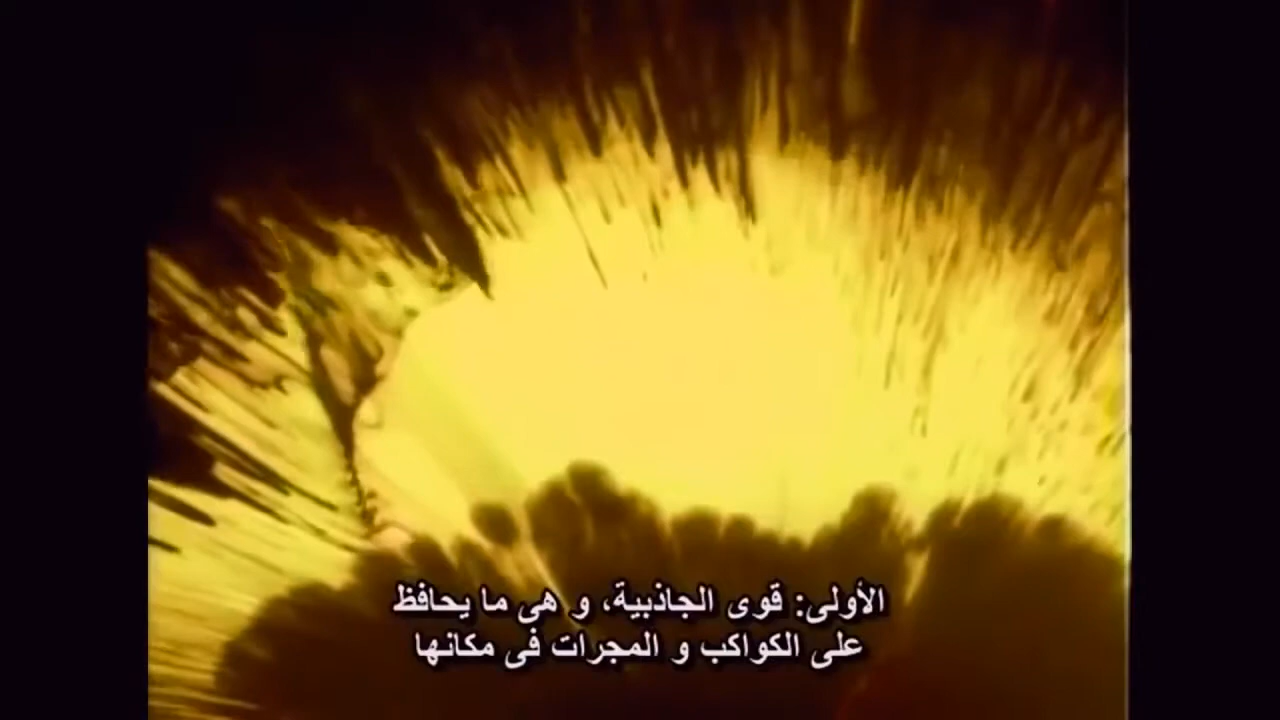 الأولى: قوى الجاذبية، و هى ما يحافظ
على الكواكب و المجرات فى مكانها